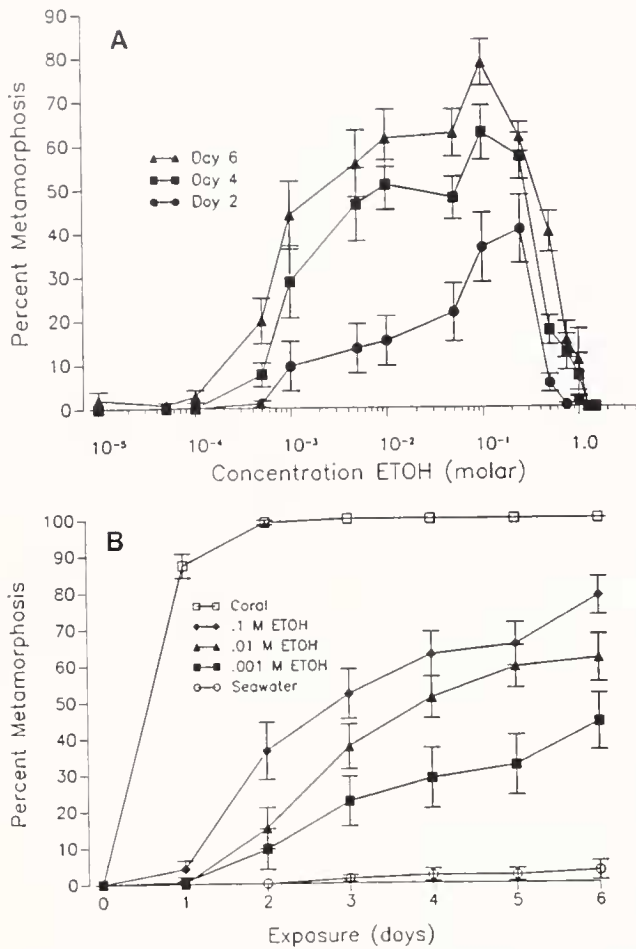 A
90
80
70
60
50
40
30
20
10
0
Percent Metamorphosis
Day 6
Day 4
Day 2
10⁻⁵ 10⁻⁴ 10⁻³ 10⁻² 10⁻¹ 1.0
Concentration ETOH (molar)
B
100
90
80
70
60
50
40
30
20
10
0
Percent Metamorphosis
Coral
.1 M ETOH
.01 M ETOH
.001 M ETOH
Seawater
0 1 2 3 4 5 6
Exposure (days)